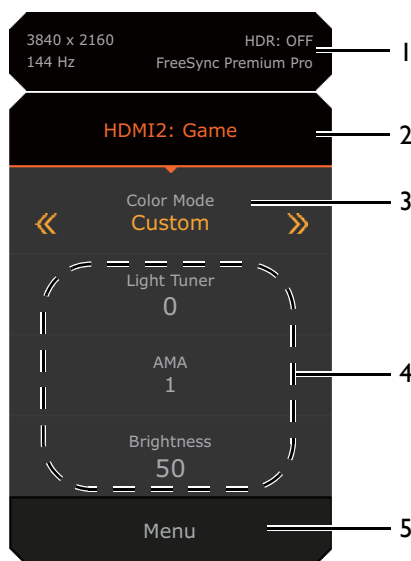 3840 x 2160 HDR: OFF
144 Hz FreeSync Premium Pro
1
HDMI2: Game
2
Color Mode
3
Custom
Light Tuner
0
AMA
4
1
Brightness
50
Menu
5